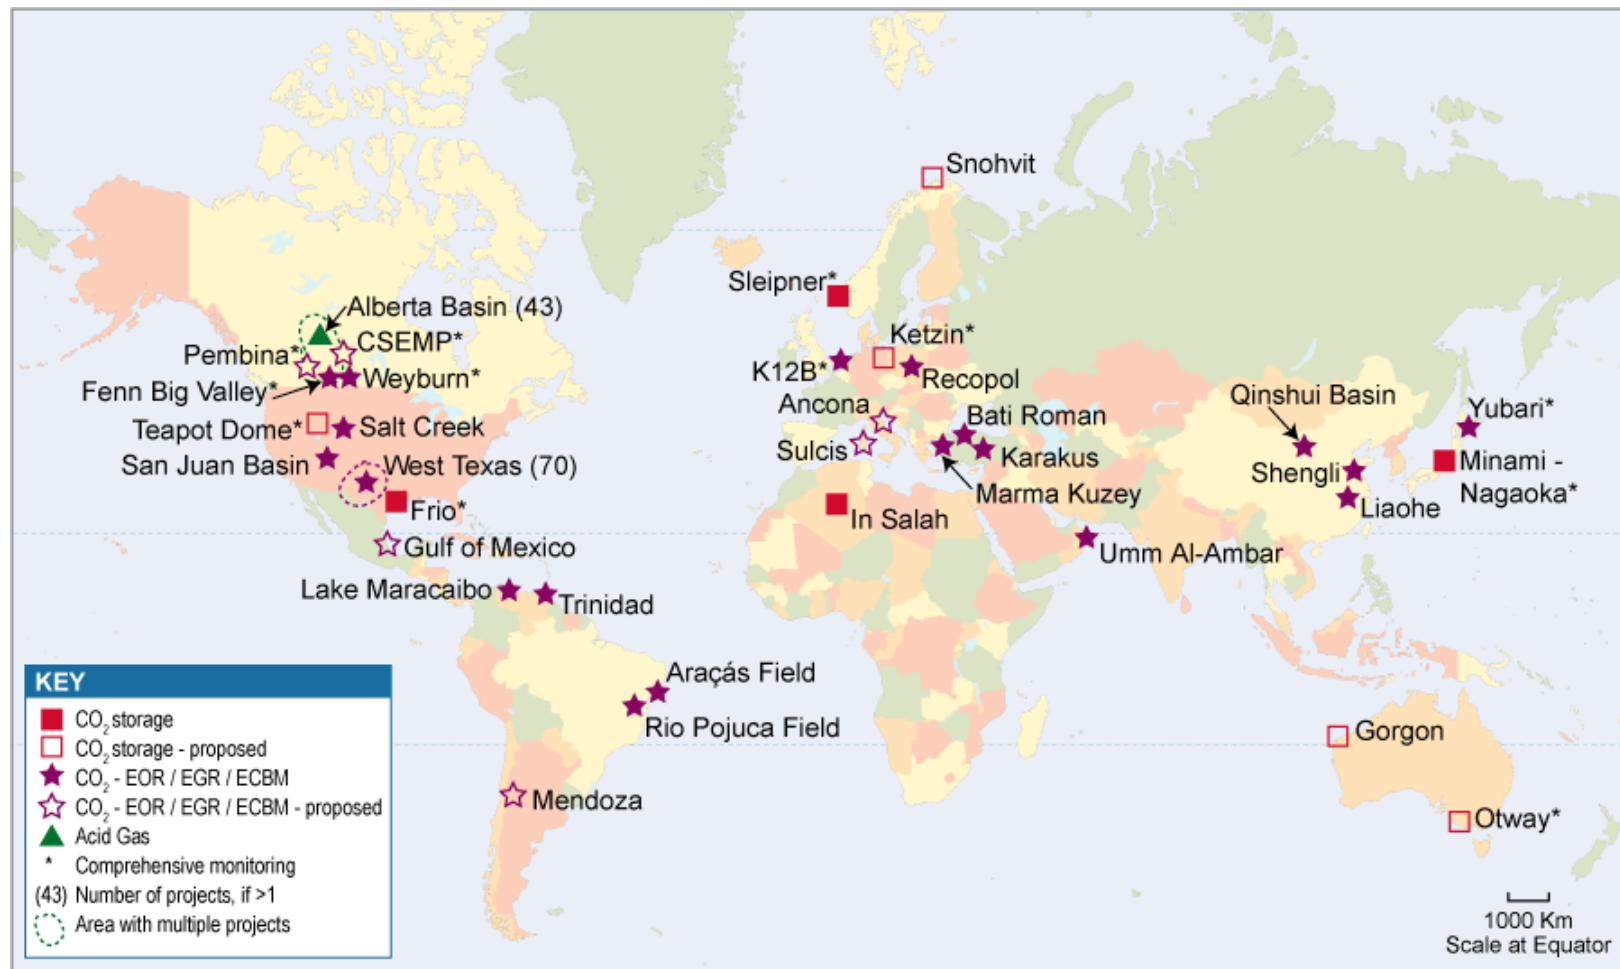 Snohvit
Sleipner*
Alberta Basin (43)
CSEMP*
Pembina*
Fenn Big Valley*
Weyburn*
Teapot Dome*
Salt Creek
San Juan Basin
West Texas (70)
Frio*
Gulf of Mexico
Lake Maracaibo
Trinidad
Araçás Field
Rio Pojuca Field
Mendoza
Ketzin*
K12B*
Recopol
Ancona
Bati Roman
Sulcis
Karakus
Marma Kuzey
In Salah
Umm Al-Ambar
Qinshui Basin
Yubari*
Shengli
Liaohe
Minami -
Nagaoka*
Gorgon
Otway*
KEY
CO₂ storage
CO₂ storage - proposed
CO₂ - EOR / EGR / ECBM
CO₂ - EOR / EGR / ECBM - proposed
Acid Gas
* Comprehensive monitoring
(43) Number of projects, if >1
Area with multiple projects
1000 Km
Scale at Equator